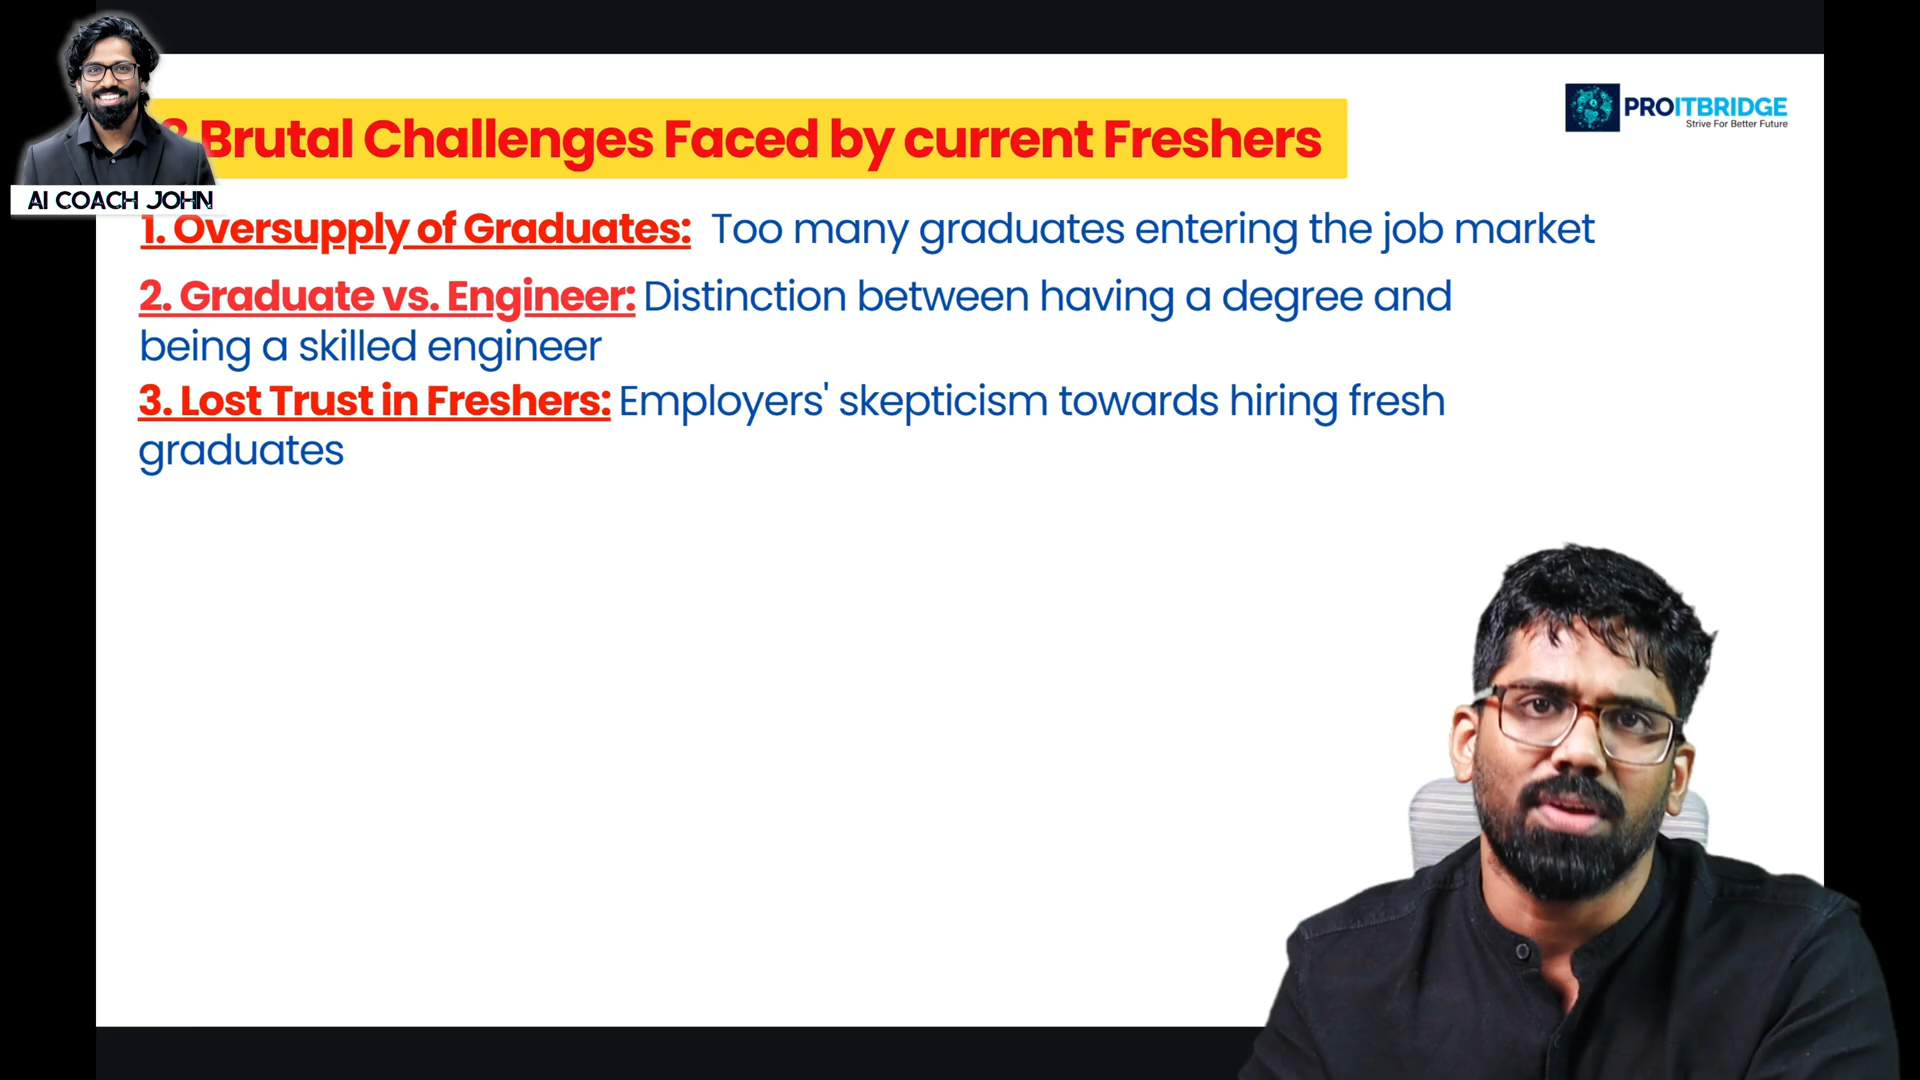 Brutal Challenges Faced by current Freshers
PROITBRIDGE
Strive For Better Future
AI COACH JOHN
1. Oversupply of Graduates: Too many graduates entering the job market
2. Graduate vs. Engineer: Distinction between having a degree and
being a skilled engineer
3. Lost Trust in Freshers: Employers' skepticism towards hiring fresh
graduates